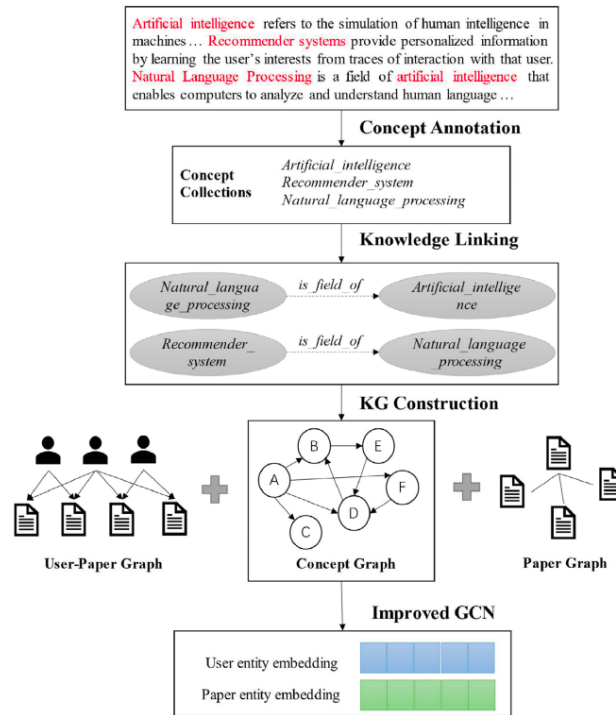 Artificial intelligence refers to the simulation of human intelligence in
machines… Recommender systems provide personalized information
by learning the user's interests from traces of interaction with that user.
Natural Language Processing is a field of artificial intelligence that
enables computers to analyze and understand human language…
Concept Annotation
Concept
Collections
Artificial_intelligence
Recommender_system
Natural_language_processing
Knowledge Linking
Natural_langua
ge_processing
is_field_of
Artificial_intellige
nce
Recommender_
system
is_field_of
Natural_language
_processing
KG Construction
A
B
E
F
D
C
User-Paper Graph
Concept Graph
Paper Graph
Improved GCN
User entity embedding
Paper entity embedding